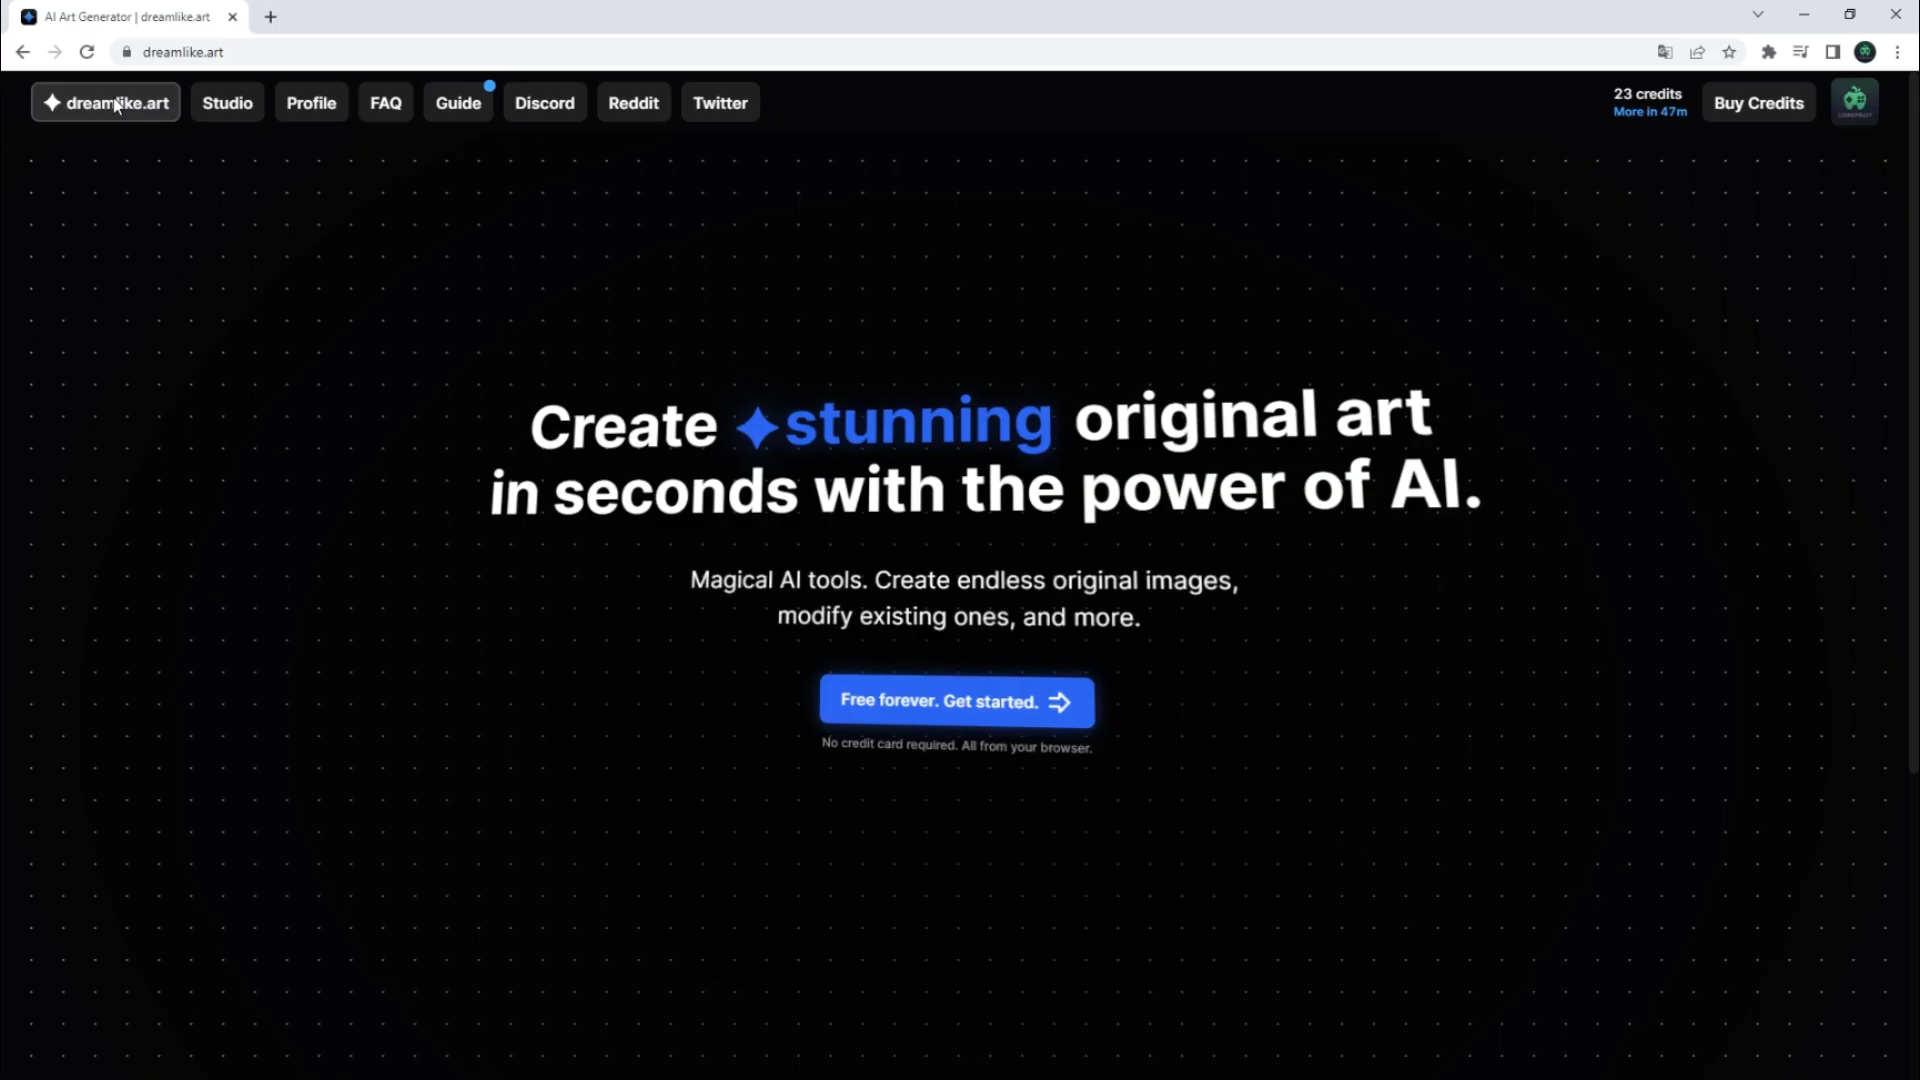 AI Art Generator | dreamlike.art
dreamlike.art
dreamlike.art
Studio
Profile
FAQ
Guide
Discord
Reddit
Twitter
23 credits
More in 47m
Buy Credits
Create stunning original art
in seconds with the power of AI.
Magical AI tools. Create endless original images,
modify existing ones, and more.
Free forever. Get started.
No credit card required. All from your browser.